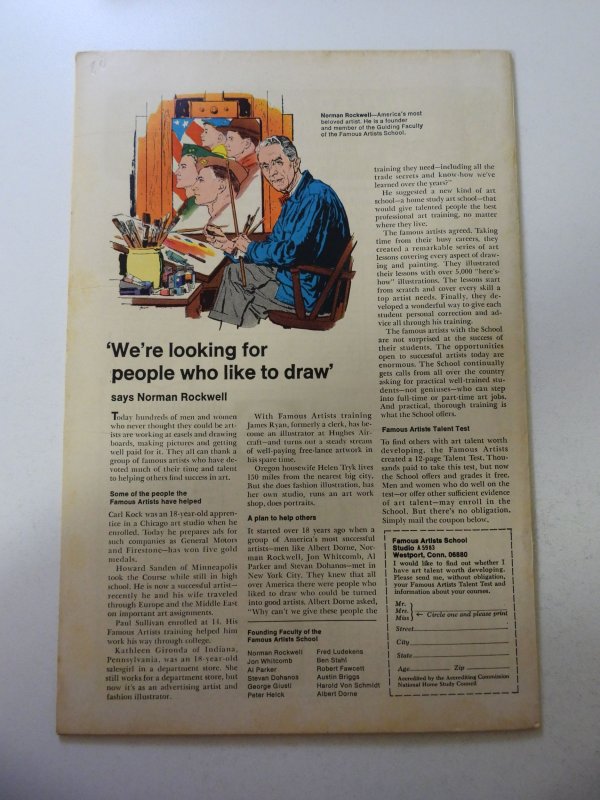 Norman Rockwell—America's most
beloved artist. He is a founder
and member of the Guiding Faculty
of the Famous Artists School.
'We're looking for
people who like to draw'
says Norman Rockwell
Today hundreds of men and women
who never thought they could be art-
ists are working at easels and drawing
boards, making pictures and getting
well paid for it. They all can thank a
group of famous artists who have de-
voted much of their time and talent
to helping others find success in art.
Some of the people the
Famous Artists have helped
Carl Kock was an 18-year-old appren-
tice in a Chicago art studio when he
enrolled. Today he prepares ads for
such companies as General Motors
and Firestone—has won five gold
medals.
Howard Sanden of Minneapolis
took the Course while still in high
school. He is now a successful artist—
recently he and his wife traveled
through Europe and the Middle East
on important art assignments.
Paul Sullivan enrolled at 14. His
Famous Artists training helped him
work his way through college.
Kathleen Gironda of Indiana,
Pennsylvania, was an 18-year-old
salesgirl in a department store. She
still works for a department store, but
now it's as an advertising artist and
fashion illustrator.
With Famous Artists training
James Ryan, formerly a clerk, has be-
come an illustrator at Hughes Air-
craft—and turns out a steady stream
of well-paying free-lance artwork in
his spare time.
Oregon housewife Helen Tryk lives
150 miles from the nearest big city.
But she does fashion illustration, has
her own studio, runs an art work
shop, does portraits.
A plan to help others
It started over 18 years ago when a
group of America's most successful
artists—men like Albert Dorne, Nor-
man Rockwell, Jon Whitcomb, Al
Parker and Stevan Dohanos—met in
New York City. They knew that all
over America there were people who
liked to draw who could be turned
into good artists. Albert Dorne asked,
"Why can't we give these people the
Founding Faculty of the
Famous Artists School
Norman Rockwell
Jon Whitcomb
Al Parker
Stevan Dohanos
George Giusti
Peter Helck
Fred Ludekens
Ben Stahl
Robert Fawcett
Austin Briggs
Harold Von Schmidt
Albert Dorne
training they need—including all the
trade secrets and know-how we've
learned over the years?"
He suggested a new kind of art
school—a home study art school—that
would give talented people the best
professional art training, no matter
where they live.
The famous artists agreed. Taking
time from their busy careers, they
created a remarkable series of art
lessons covering every aspect of draw-
ing and painting. They illustrated
their lessons with over 5,000 "here's-
how" illustrations. The lessons start
from scratch and cover every skill a
top artist needs. Finally, they de-
veloped a wonderful way to give each
student personal correction and ad-
vice all through his training.
The famous artists with the School
are not surprised at the success of
their students. The opportunities
open to successful artists today are
enormous. The School continually
gets calls from all over the country
asking for practical well-trained stu-
dents—not geniuses—who can step
into full-time or part-time art jobs.
And practical, thorough training is
what the School offers.
Famous Artists Talent Test
To find others with art talent worth
developing, the Famous Artists
created a 12-page Talent Test. Thou-
sands paid to take this test, but now
the School offers and grades it free.
Men and women who do well on the
test—or offer other sufficient evidence
of art talent—may enroll in the
School. But there's no obligation.
Simply mail the coupon below.
Famous Artists School
Studio A5983
Westport, Conn. 06880
I would like to find out whether I
have art talent worth developing.
Please send me, without obligation,
your Famous Artists Talent Test and
information about your courses.
Mr.
Mrs. ← Circle one and please print
Miss
Street
City
State
Age Zip
Accredited by the Accrediting Commission
National Home Study Council